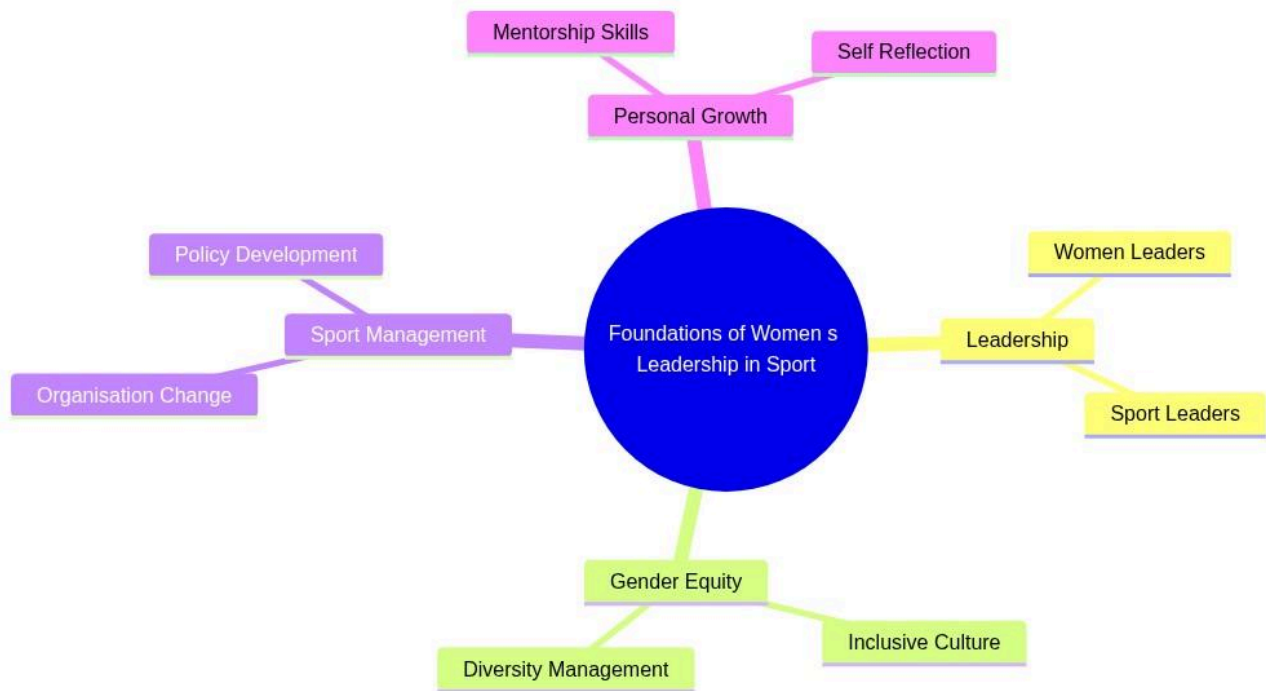 Mentorship Skills
Self Reflection
Personal Growth
Policy Development
Women Leaders
Sport Management
Foundations of Women s
Leadership in Sport
Leadership
Organisation Change
Sport Leaders
Gender Equity
Inclusive Culture
Diversity Management